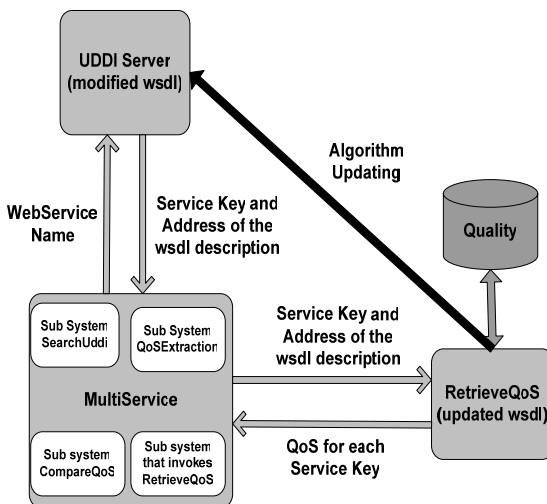 UDDI Server
(modified wsdl)
Algorithm
Updating
WebService
Name
Service Key and
Address of the
wsdl description
Quality
Service Key and
Address of the
wsdl description
Sub System
SearchUddi
Sub System
QoSExtraction
MultiService
RetrieveQoS
(updated wsdl)
Sub system
CompareQoS
Sub system
that invokes
RetrieveQoS
QoS for each
Service Key